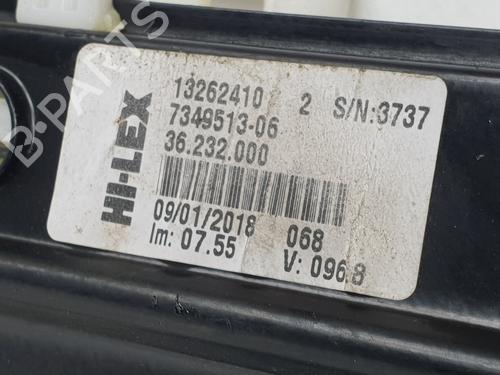 HI-LEX
13262410 2 S/N:3737
7349513-06
36.232.000
09/01/2018 068
Im: 07.55 V: 096.8
B-PARTS